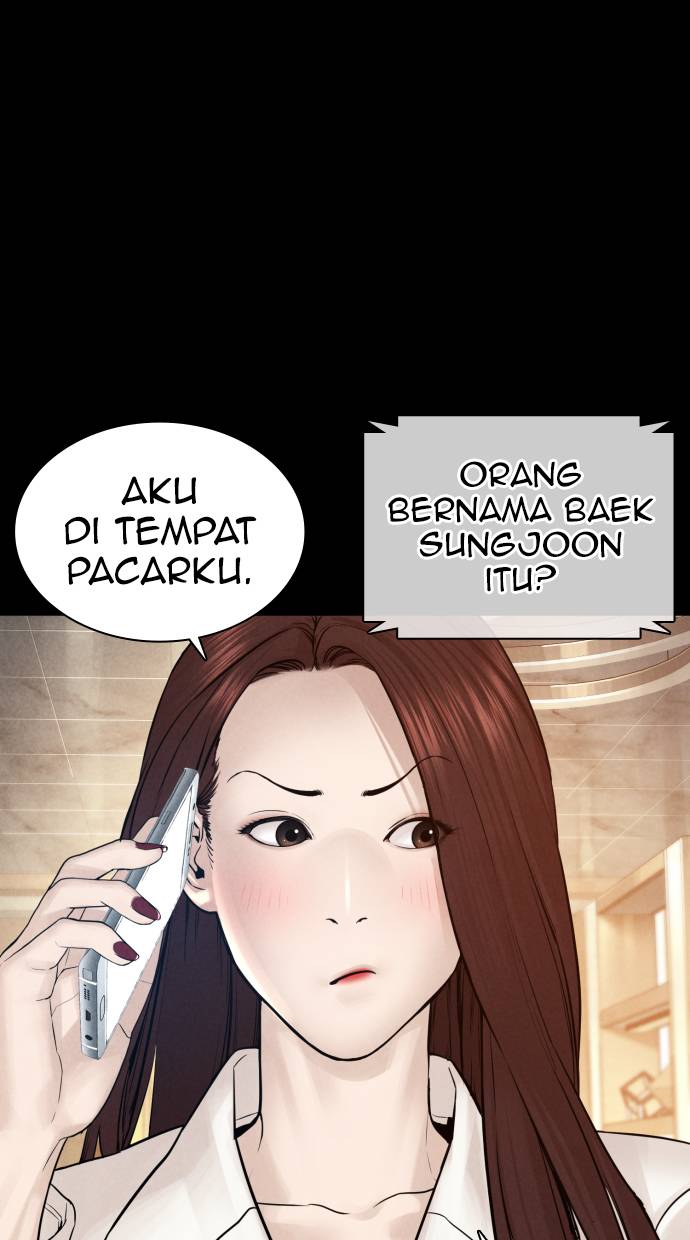 AKU
DI TEMPAT
PACARKU.
ORANG
BERNAMA BAEK
SUNGJOON
ITU?